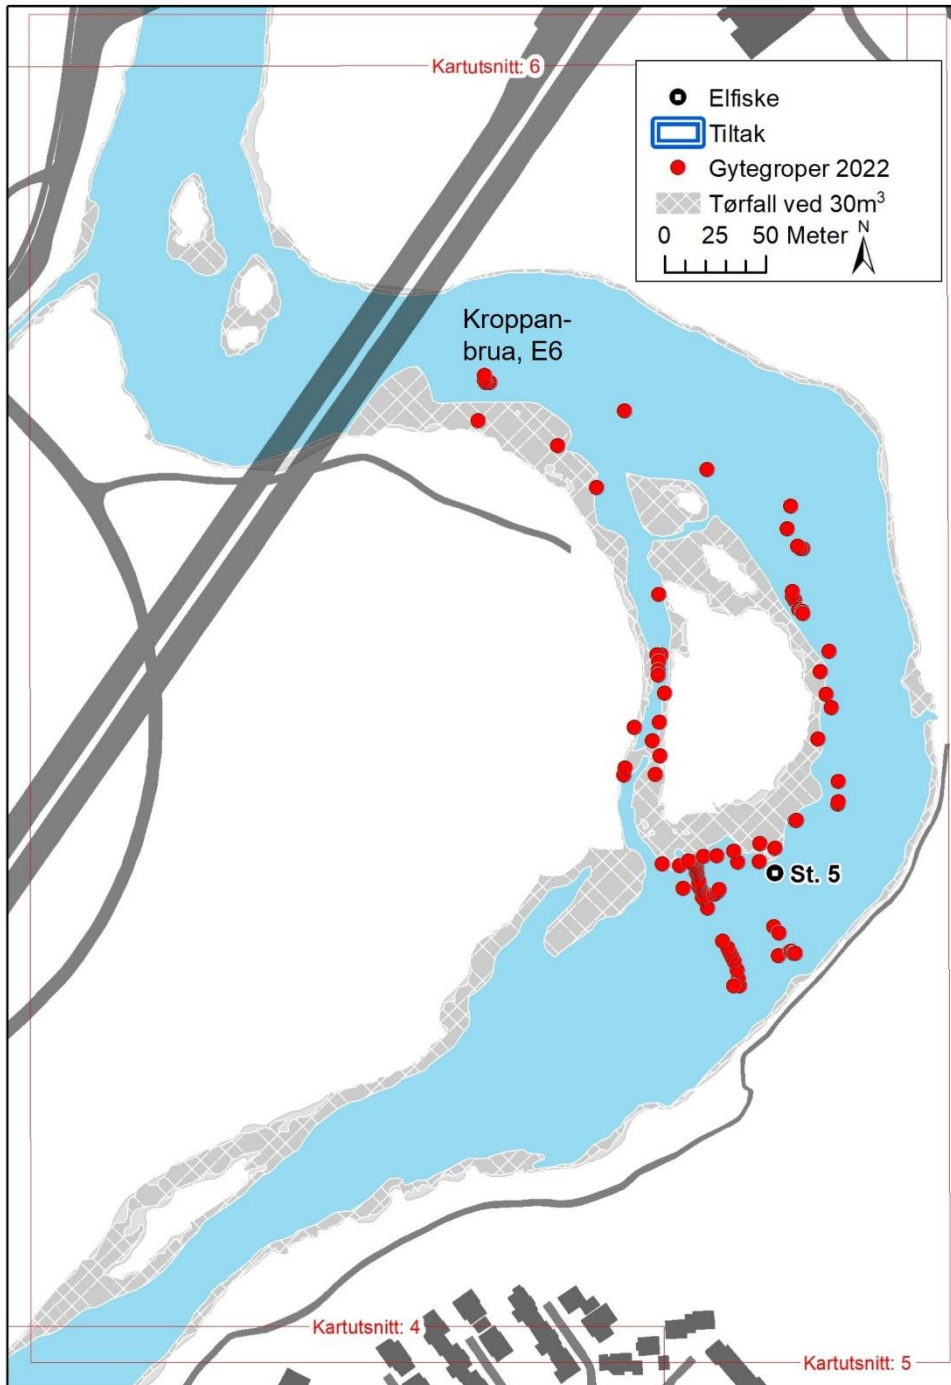 Kartutsnitt: 6
Elfiske
Tiltak
Gytegroper 2022
Tørfall ved 30m³
0 25 50 Meter N
Kroppan-
brua, E6
St. 5
Kartutsnitt: 4
Kartutsnitt: 5